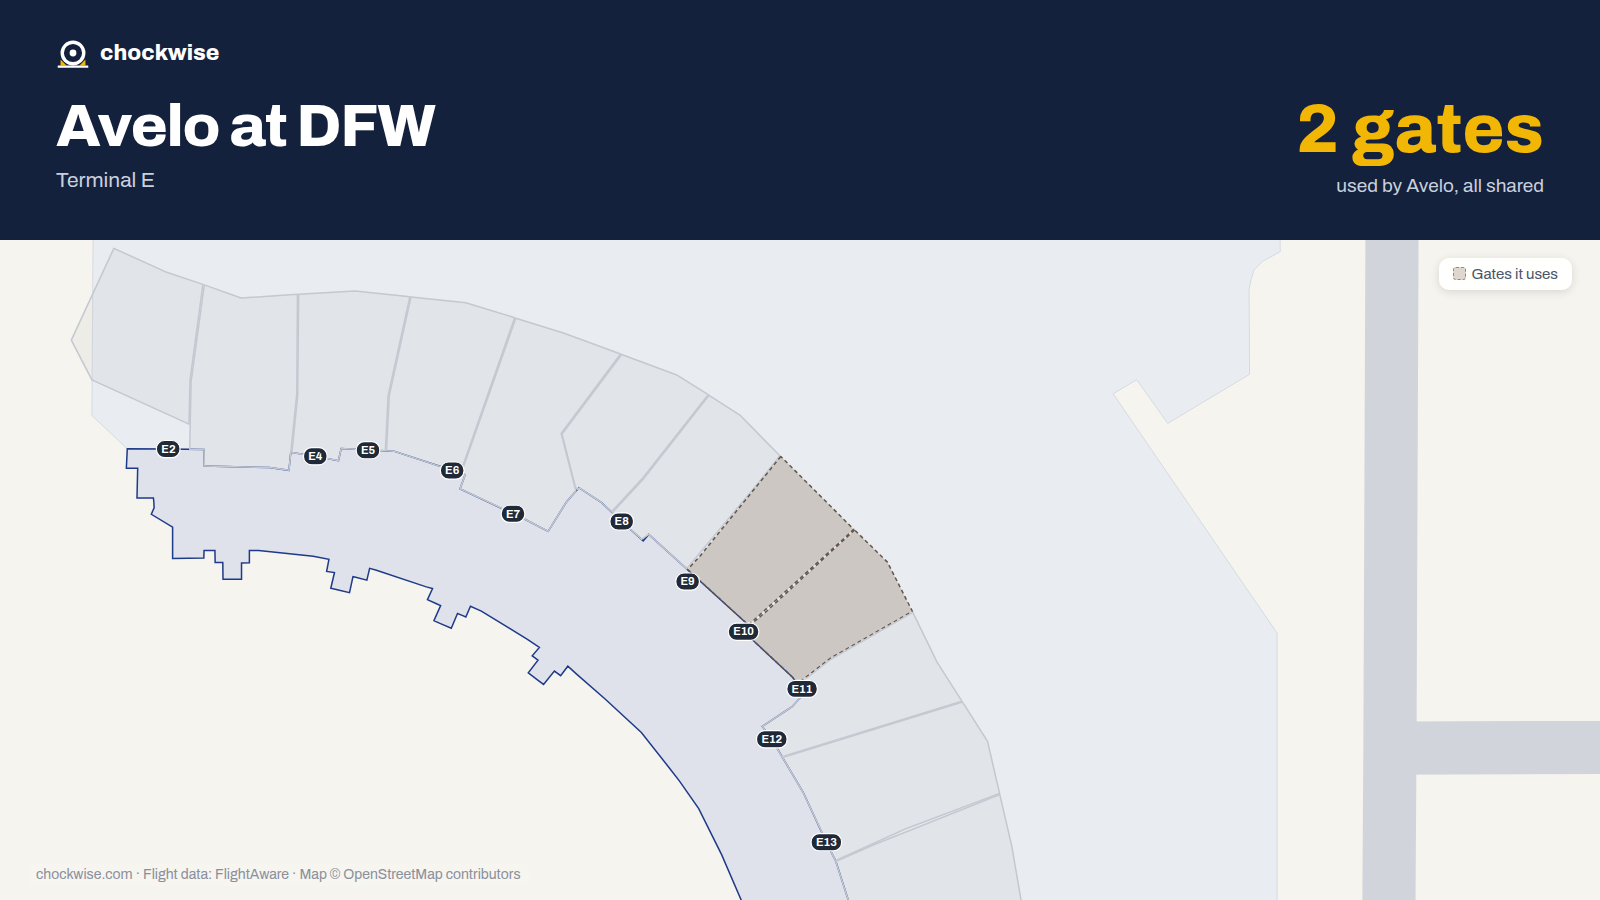 chockwise
Avelo at DFW
Terminal E
2 gates
used by Avelo, all shared
Gates it uses
E2
E4
E5
E6
E7
E8
E9
E10
E11
E12
E13
chockwise.com · Flight data: FlightAware · Map © OpenStreetMap contributors